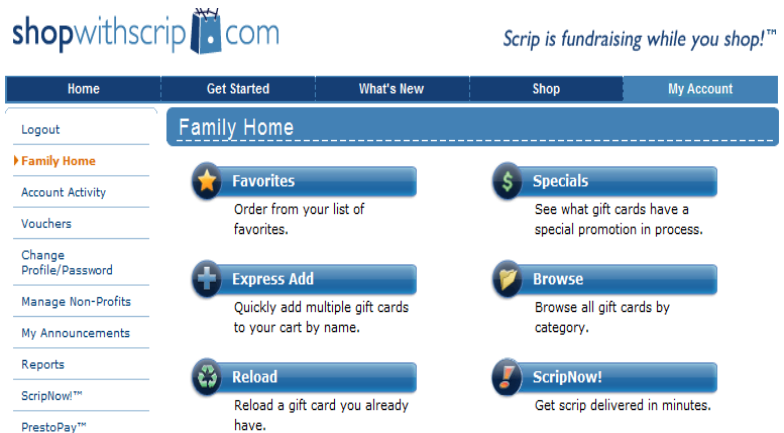 shopwithscrip.com
Scrip is fundraising while you shop!™
Home
Get Started
What's New
Shop
My Account
Logout
Family Home
Account Activity
Vouchers
Change
Profile/Password
Manage Non-Profits
My Announcements
Reports
ScripNow!™
PrestoPay™
Family Home
Favorites
Order from your list of
favorites.
Specials
See what gift cards have a
special promotion in process.
Express Add
Quickly add multiple gift cards
to your cart by name.
Browse
Browse all gift cards by
category.
Reload
Reload a gift card you already
have.
ScripNow!
Get scrip delivered in minutes.